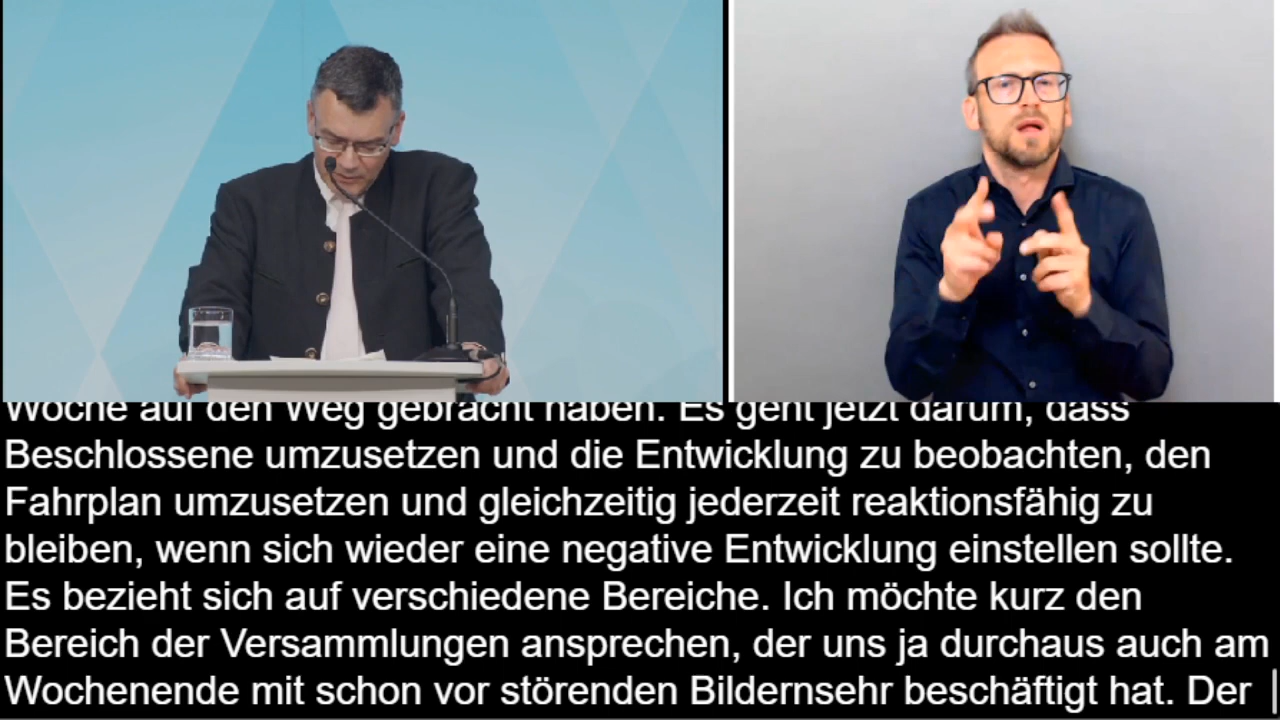 Woche auf den Weg gebracht haben. Es geht jetzt darum, dass
Beschlossene umzusetzen und die Entwicklung zu beobachten, den
Fahrplan umzusetzen und gleichzeitig jederzeit reaktionsfähig zu
bleiben, wenn sich wieder eine negative Entwicklung einstellen sollte.
Es bezieht sich auf verschiedene Bereiche. Ich möchte kurz den
Bereich der Versammlungen ansprechen, der uns ja durchaus auch am
Wochenende mit schon vor störenden Bildernsehr beschäftigt hat. Der